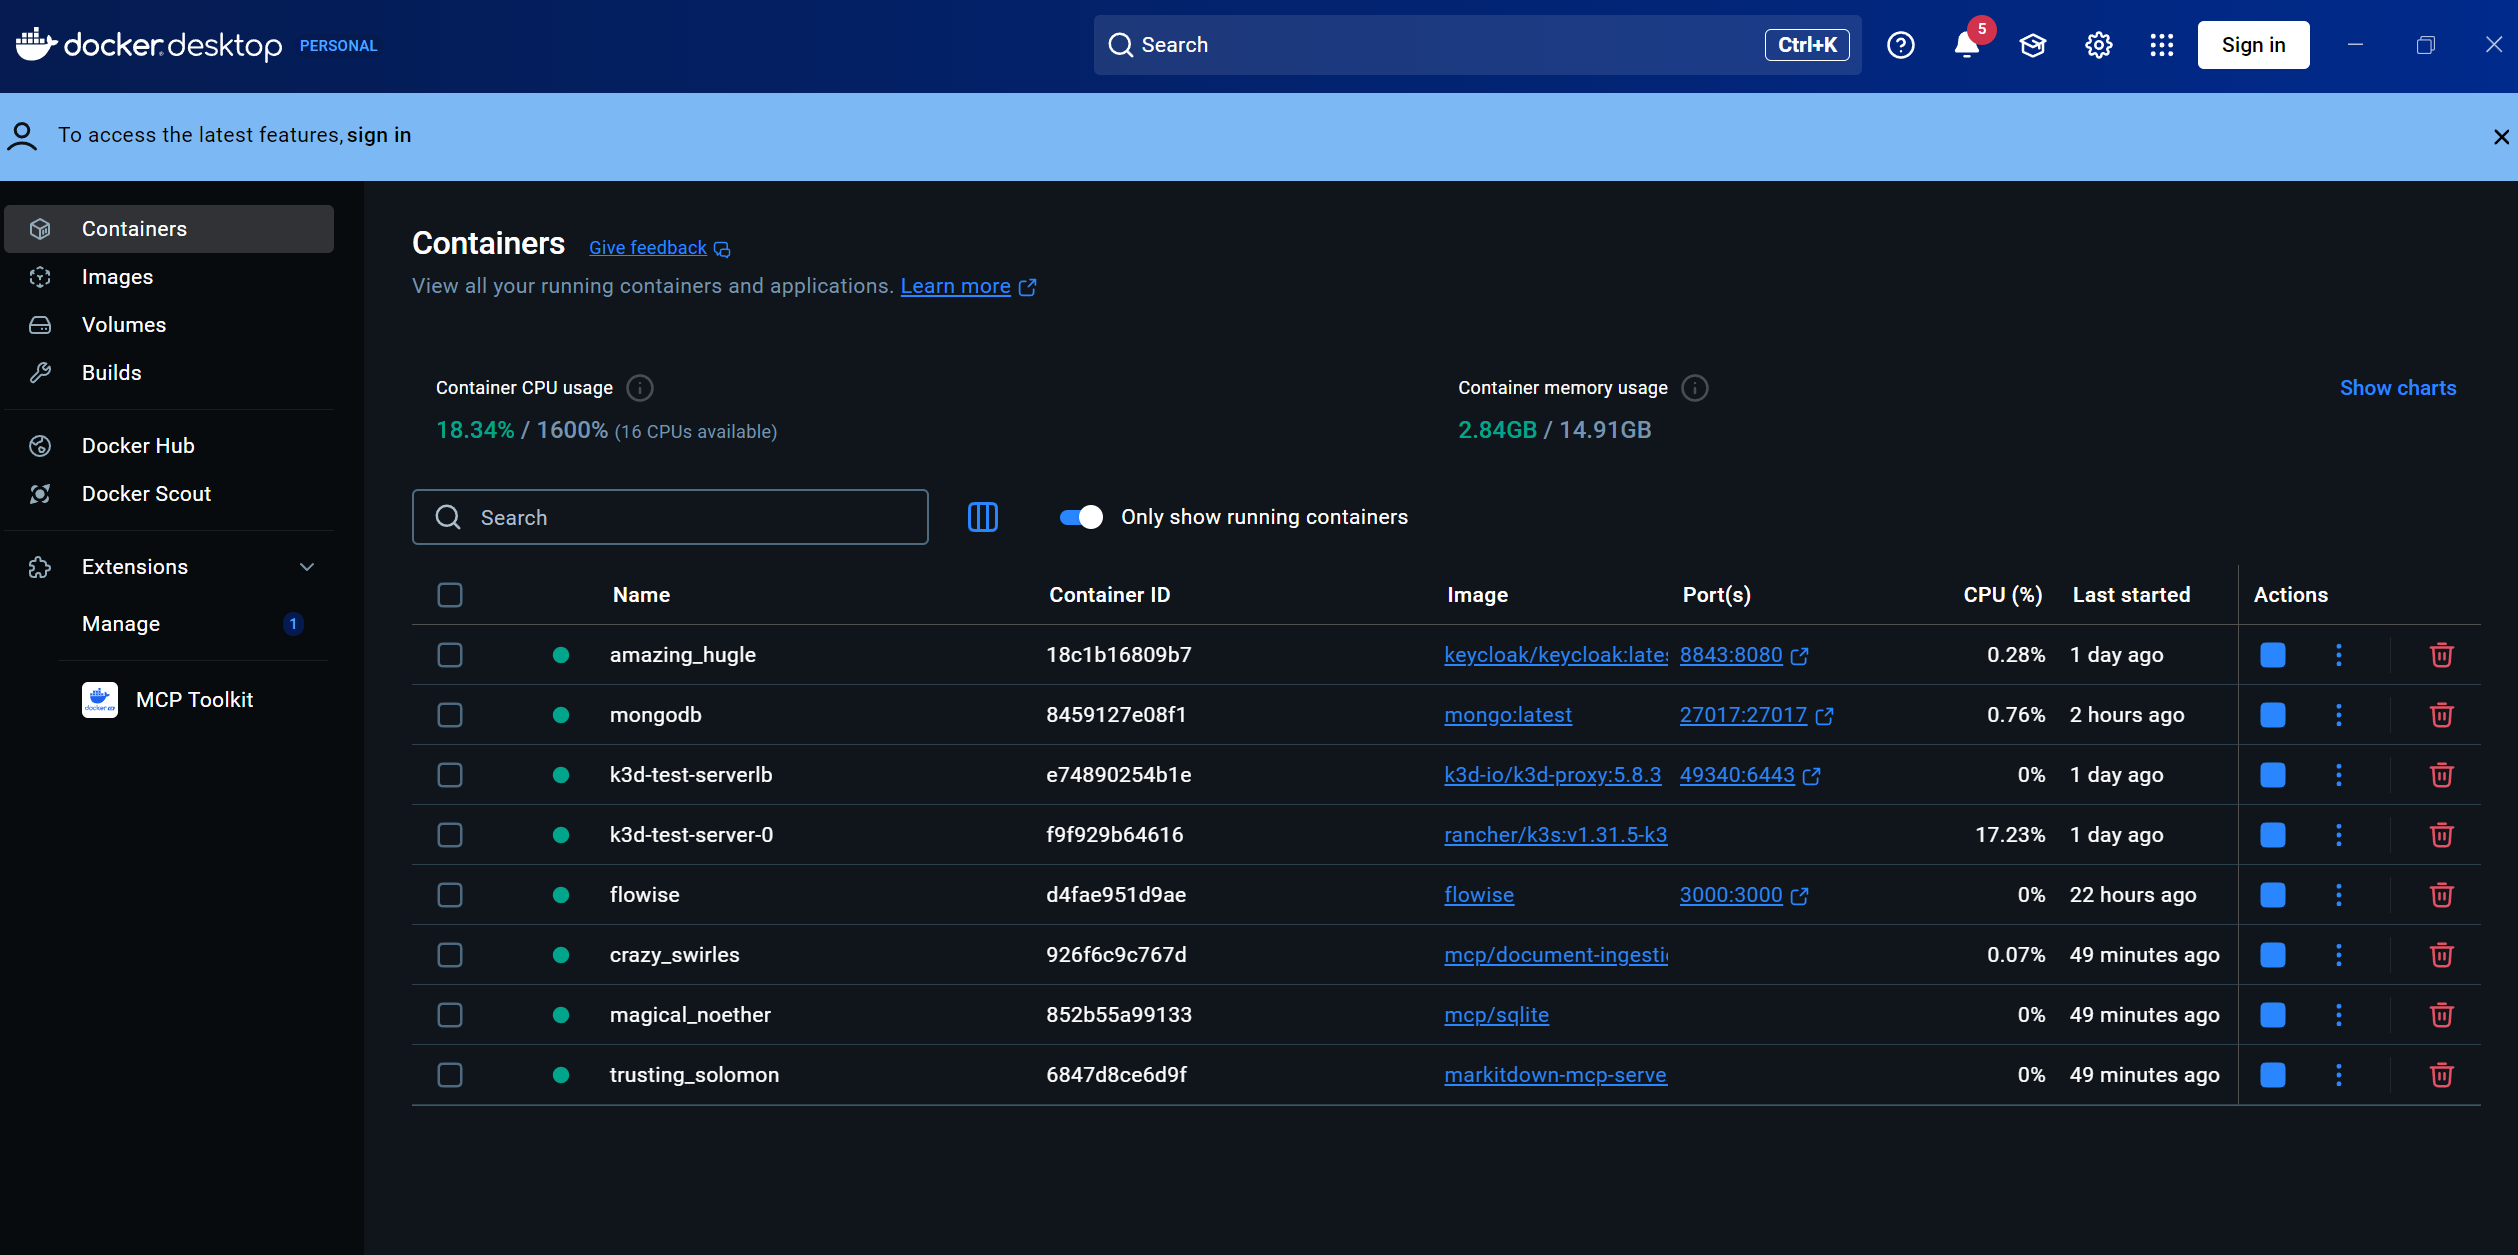 docker desktop PERSONAL
Search Ctrl+K
5
Sign in
To access the latest features, sign in
Containers
Images
Volumes
Builds
Docker Hub
Docker Scout
Extensions
Manage 1
MCP Toolkit
Containers Give feedback
View all your running containers and applications. Learn more
Container CPU usage
18.34% / 1600% (16 CPUs available)
Container memory usage
2.84GB / 14.91GB
Show charts
Search
Only show running containers
Name Container ID Image Port(s) CPU (%) Last started Actions
amazing_hugle 18c1b16809b7 keycloak/keycloak:lates 8843:8080 0.28% 1 day ago
mongodb 8459127e08f1 mongo:latest 27017:27017 0.76% 2 hours ago
k3d-test-serverlb e74890254b1e k3d-io/k3d-proxy:5.8.3 49340:6443 0% 1 day ago
k3d-test-server-0 f9f929b64616 rancher/k3s:v1.31.5-k3 17.23% 1 day ago
flowise d4fae951d9ae flowise 3000:3000 0% 22 hours ago
crazy_swirles 926f6c9c767d mcp/document-ingestio 0.07% 49 minutes ago
magical_noether 852b55a99133 mcp/sqlite 0% 49 minutes ago
trusting_solomon 6847d8ce6d9f markitdown-mcp-serve 0% 49 minutes ago